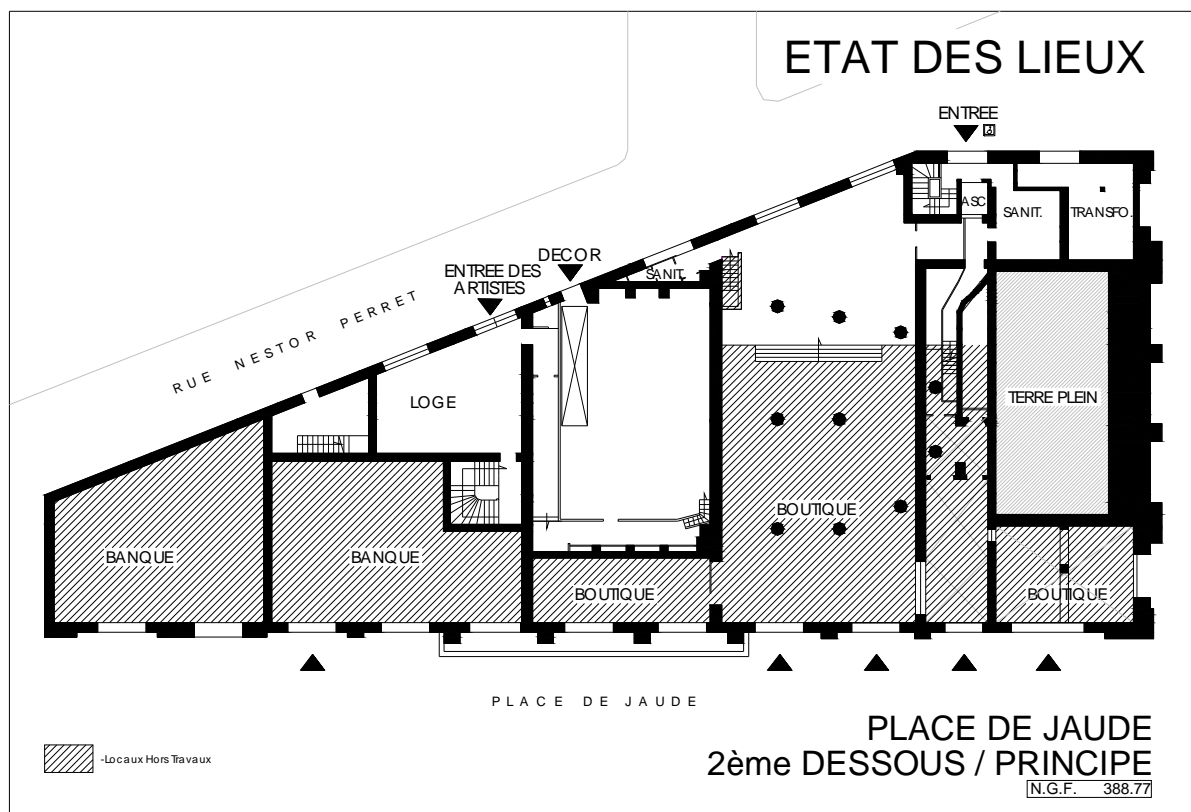 ETAT DES LIEUX
ENTREE
ASC
SANIT.
TRANSFO.
DECOR
ENTREE DES
ARTISTES
SANIT.
RUE NESTOR PERRET
LOGE
TERRE PLEIN
BOUTIQUE
BANQUE
BANQUE
BOUTIQUE
BOUTIQUE
PLACE DE JAUDE
-Locaux Hors Travaux
PLACE DE JAUDE
2ème DESSOUS / PRINCIPE
N.G.F. 388.77